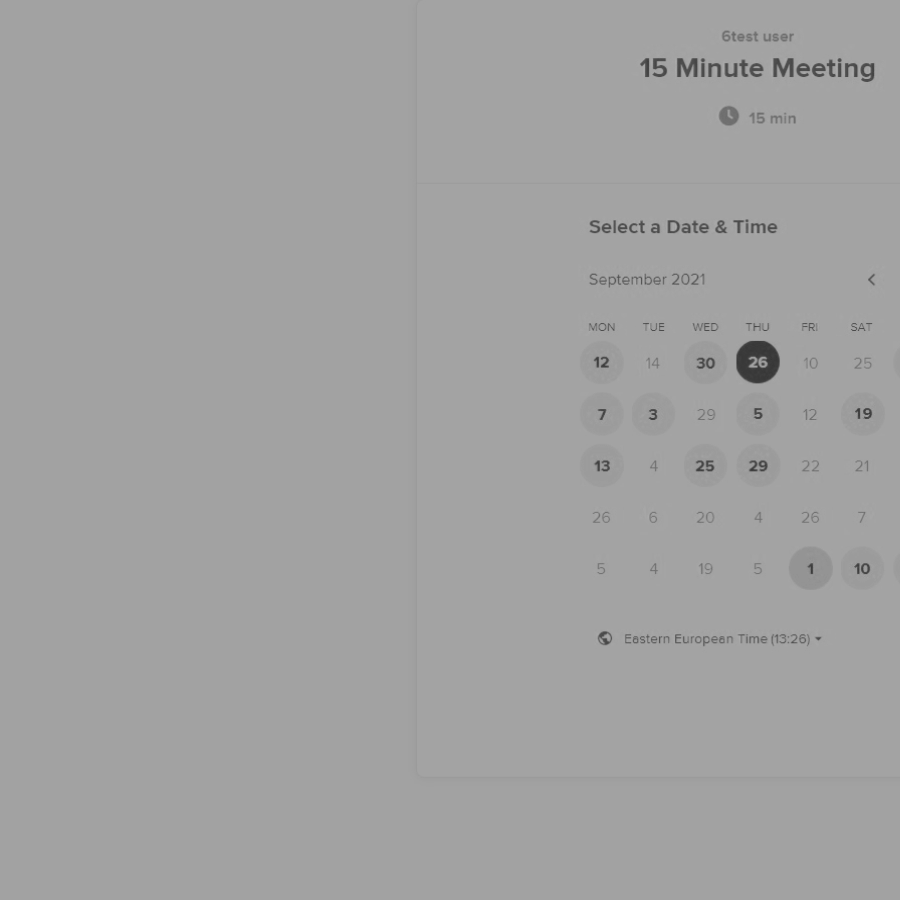 6test user
15 Minute Meeting
15 min
Select a Date & Time
September 2021
MON TUE WED THU FRI SAT
12 14 30 26 10 25
7 3 29 5 12 19
13 4 25 29 22 21
26 6 20 4 26 7
5 4 19 5 1 10
Eastern European Time (13:26)